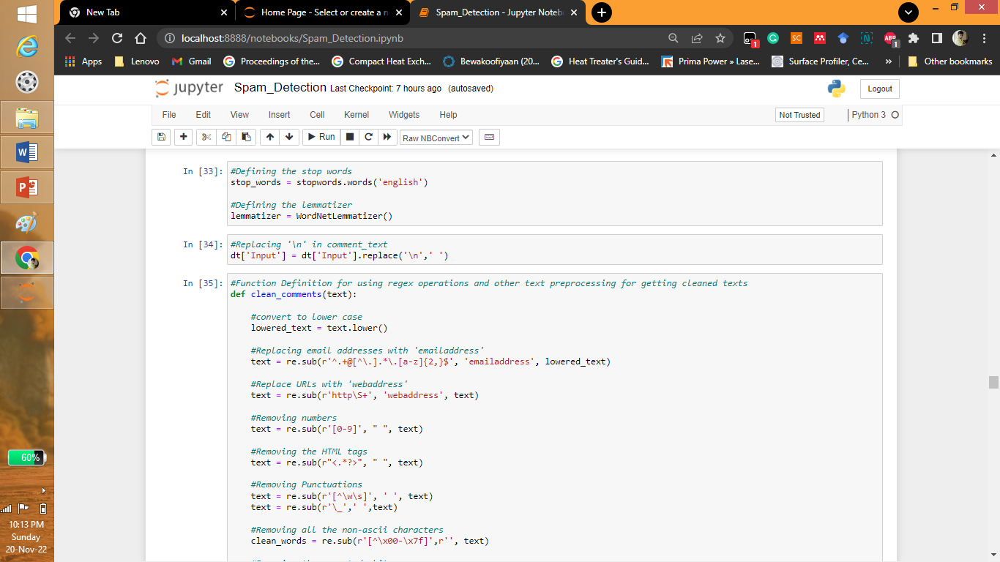 New Tab
Home Page - Select or create a n
Spam_Detection - Jupyter Noteb
localhost:8888/notebooks/Spam_Detection.ipynb
SC
ABP
1
1
Apps
Lenovo
Gmail
Proceedings of the...
Compact Heat Exch...
Bewakoofiyaan (20...
Heat Treater's Guid...
Prima Power » Lase...
Surface Profiler, Ce...
»
Other bookmarks
jupyter
Spam_Detection Last Checkpoint: 7 hours ago (autosaved)
Logout
File Edit View Insert Cell Kernel Widgets Help
Not Trusted
Python 3
Run
Raw NBConvert
In [33]:
#Defining the stop words
stop_words = stopwords.words('english')
#Defining the lemmatizer
lemmatizer = WordNetLemmatizer()
In [34]:
#Replacing '\n' in comment_text
dt['Input'] = dt['Input'].replace('\n',' ')
In [35]:
#Function Definition for using regex operations and other text preprocessing for getting cleaned texts
def clean_comments(text):
#convert to lower case
lowered_text = text.lower()
#Replacing email addresses with 'emailaddress'
text = re.sub(r'^.+@[^\.].*\.[a-z]{2,}$', 'emailaddress', lowered_text)
#Replace URLs with 'webaddress'
text = re.sub(r'http\S+', 'webaddress', text)
#Removing numbers
text = re.sub(r'[0-9]', " ", text)
#Removing the HTML tags
text = re.sub(r"<.*?>", " ", text)
#Removing Punctuations
text = re.sub(r'[^\w\s]', ' ', text)
text = re.sub(r'\_',' ',text)
#Removing all the non-ascii characters
clean_words = re.sub(r'[^\x00-\x7f]',r'', text)
60%
10:13 PM
Sunday
20-Nov-22